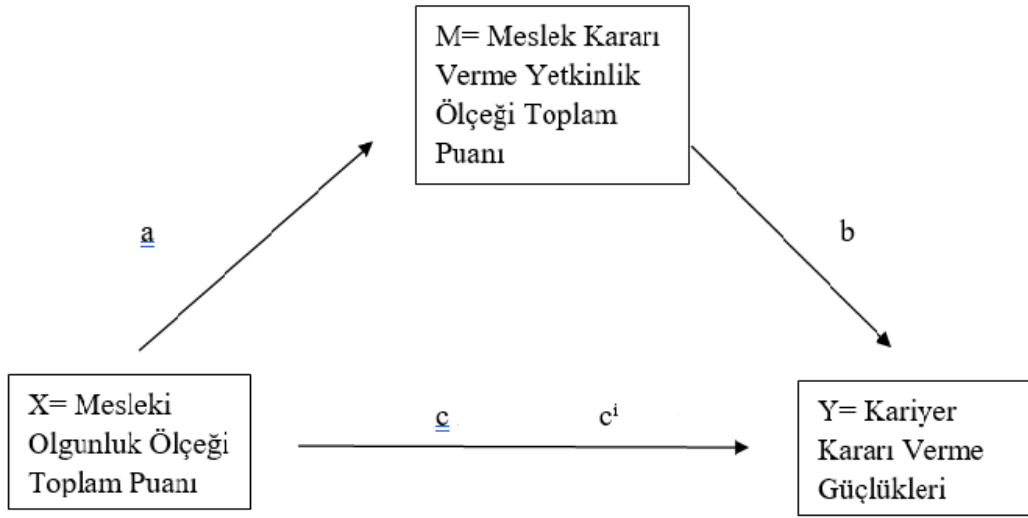 M= Meslek Kararı
Verme Yetkinlik
Ölçeği Toplam
Puanı
a
b
X= Mesleki
Olgunluk Ölçeği
Toplam Puanı
c
cⁱ
Y= Kariyer
Kararı Verme
Güçlükleri